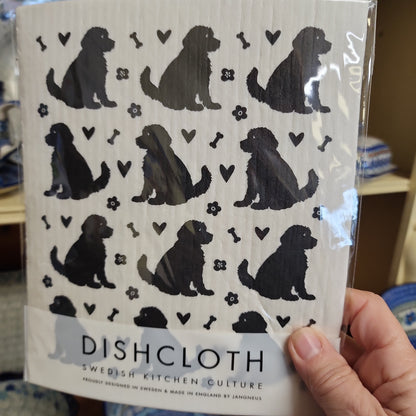 DISHCLOTH
SWEDISH KITCHEN CULTURE
PROUDLY DESIGNED IN SWEDEN & MADE IN ENGLAND BY JANGNEUS